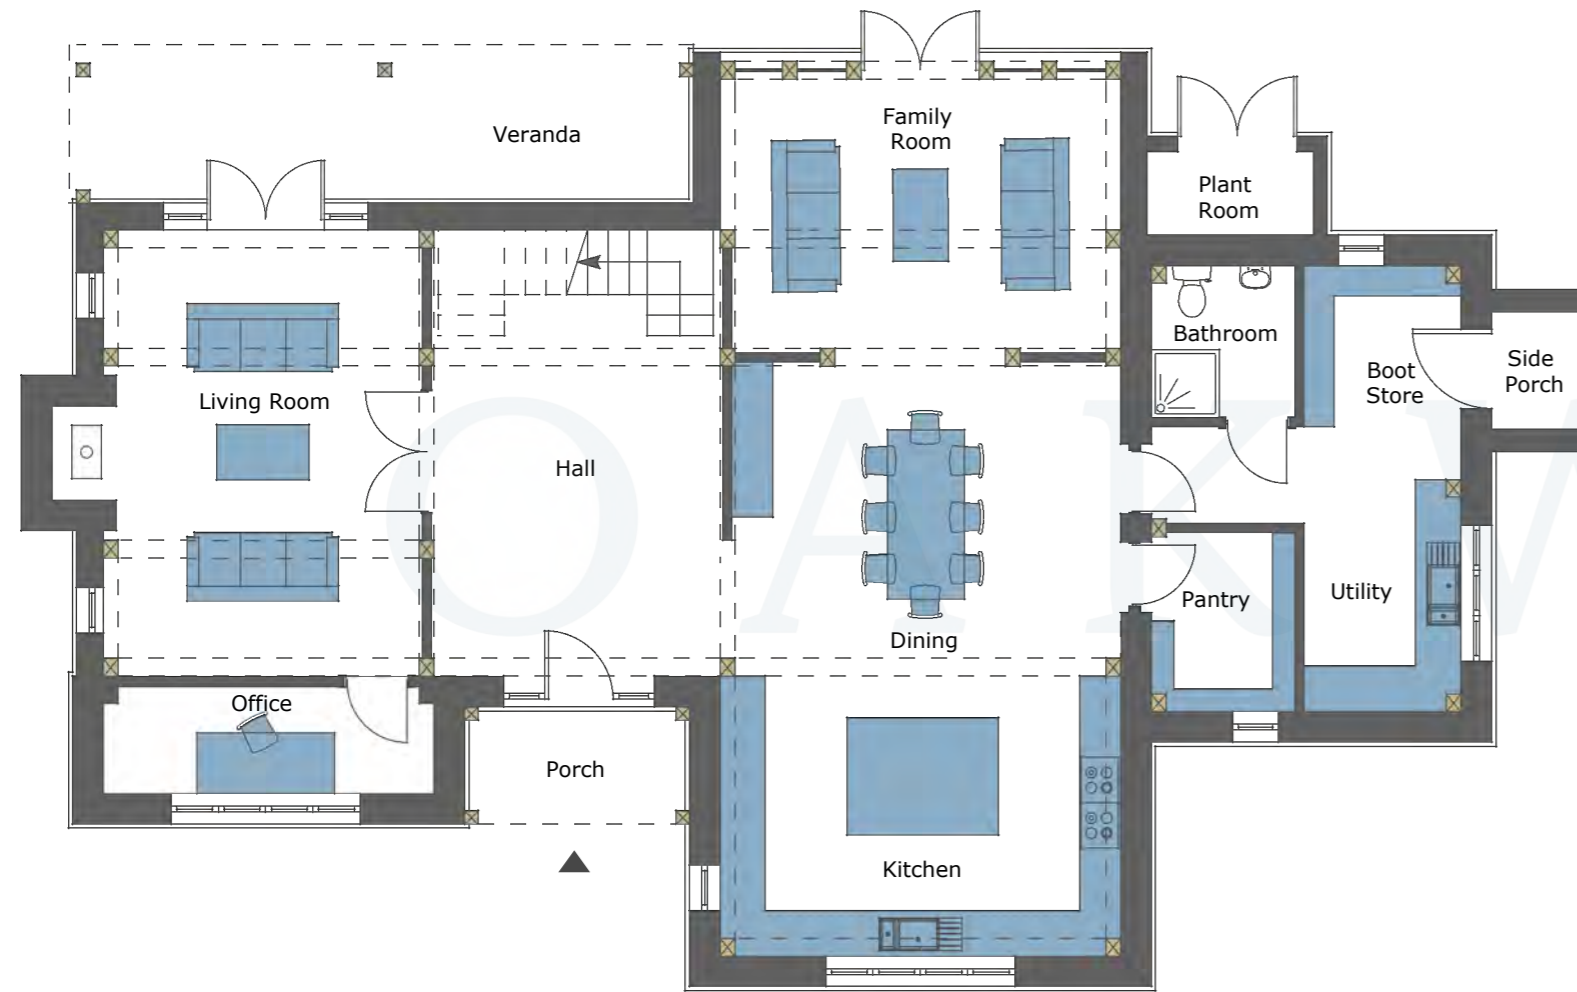 Veranda
Family
Room
Plant
Room
Bathroom
Boot
Store
Side
Porch
Living Room
Hall
Dining
Pantry
Utility
Office
Porch
Kitchen
OAKW